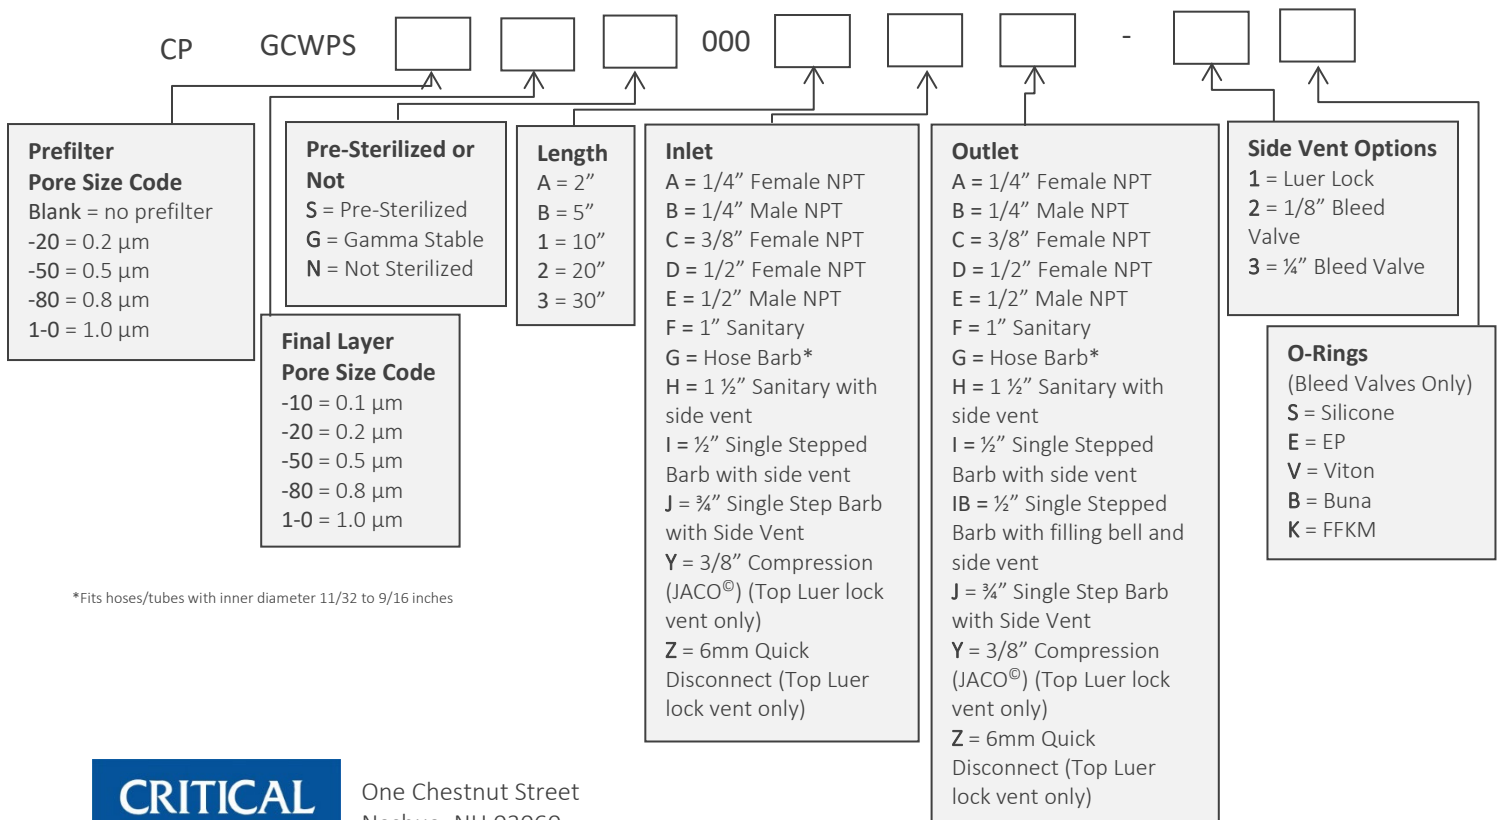 CP GCWPS 000 -
Prefilter
Pore Size Code
Blank = no prefilter
-20 = 0.2 µm
-50 = 0.5 µm
-80 = 0.8 µm
1-0 = 1.0 µm
Final Layer
Pore Size Code
-10 = 0.1 µm
-20 = 0.2 µm
-50 = 0.5 µm
-80 = 0.8 µm
1-0 = 1.0 µm
Pre-Sterilized or
Not
S = Pre-Sterilized
G = Gamma Stable
N = Not Sterilized
Length
A = 2”
B = 5”
1 = 10”
2 = 20”
3 = 30”
Inlet
A = 1/4” Female NPT
B = 1/4” Male NPT
C = 3/8” Female NPT
D = 1/2” Female NPT
E = 1/2” Male NPT
F = 1” Sanitary
G = Hose Barb*
H = 1 ½” Sanitary with
side vent
I = ½” Single Stepped
Barb with side vent
J = ¾” Single Step Barb
with Side Vent
Y = 3/8” Compression
(JACO©) (Top Luer lock
vent only)
Z = 6mm Quick
Disconnect (Top Luer
lock vent only)
Outlet
A = 1/4” Female NPT
B = 1/4” Male NPT
C = 3/8” Female NPT
D = 1/2” Female NPT
E = 1/2” Male NPT
F = 1” Sanitary
G = Hose Barb*
H = 1 ½” Sanitary with
side vent
I = ½” Single Stepped
Barb with side vent
IB = ½” Single Stepped
Barb with filling bell and
side vent
J = ¾” Single Step Barb
with Side Vent
Y = 3/8” Compression
(JACO©) (Top Luer lock
vent only)
Z = 6mm Quick
Disconnect (Top Luer
lock vent only)
Side Vent Options
1 = Luer Lock
2 = 1/8” Bleed
Valve
3 = ¼” Bleed Valve
O-Rings
(Bleed Valves Only)
S = Silicone
E = EP
V = Viton
B = Buna
K = FFKM
*Fits hoses/tubes with inner diameter 11/32 to 9/16 inches
CRITICAL
One Chestnut Street